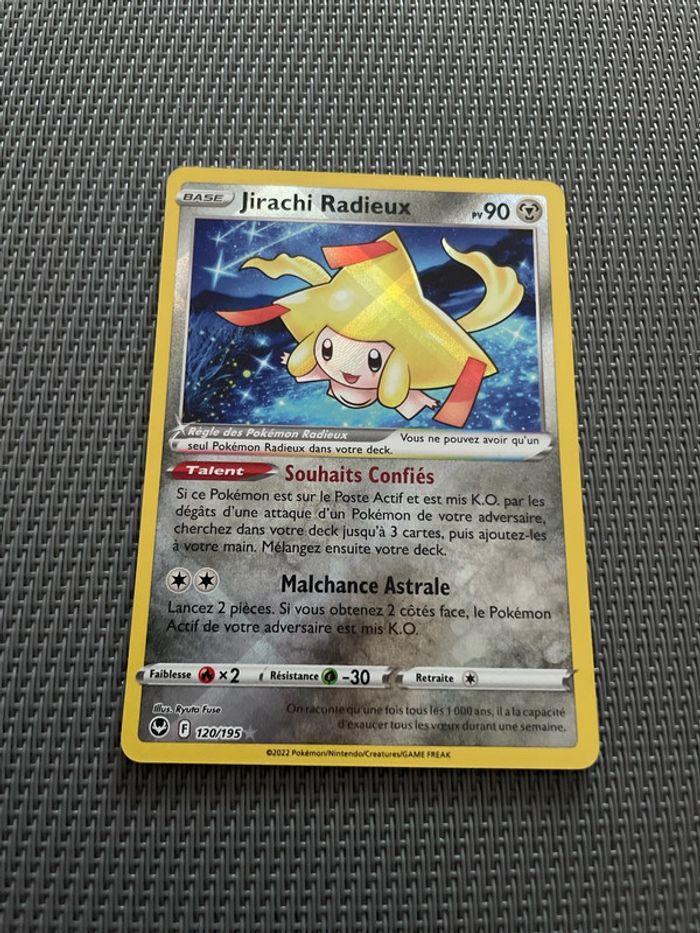 BASE Jirachi Radieux PV 90
Règle des Pokémon Radieux Vous ne pouvez avoir qu'un
seul Pokémon Radieux dans votre deck.
Talent Souhaits Confiés
Si ce Pokémon est sur le Poste Actif et est mis K.O. par les
dégâts d'une attaque d'un Pokémon de votre adversaire,
cherchez dans votre deck jusqu'à 3 cartes, puis ajoutez-les
à votre main. Mélangez ensuite votre deck.
Malchance Astrale
Lancez 2 pièces. Si vous obtenez 2 côtés face, le Pokémon
Actif de votre adversaire est mis K.O.
Faiblesse ×2 Résistance -30 Retraite
Illus. Ryuta Fuse
On raconte qu'une fois tous les 1 000 ans, il a la capacité
d'exaucer tous les vœux durant une semaine.
F 120/195
©2022 Pokémon/Nintendo/Creatures/GAME FREAK